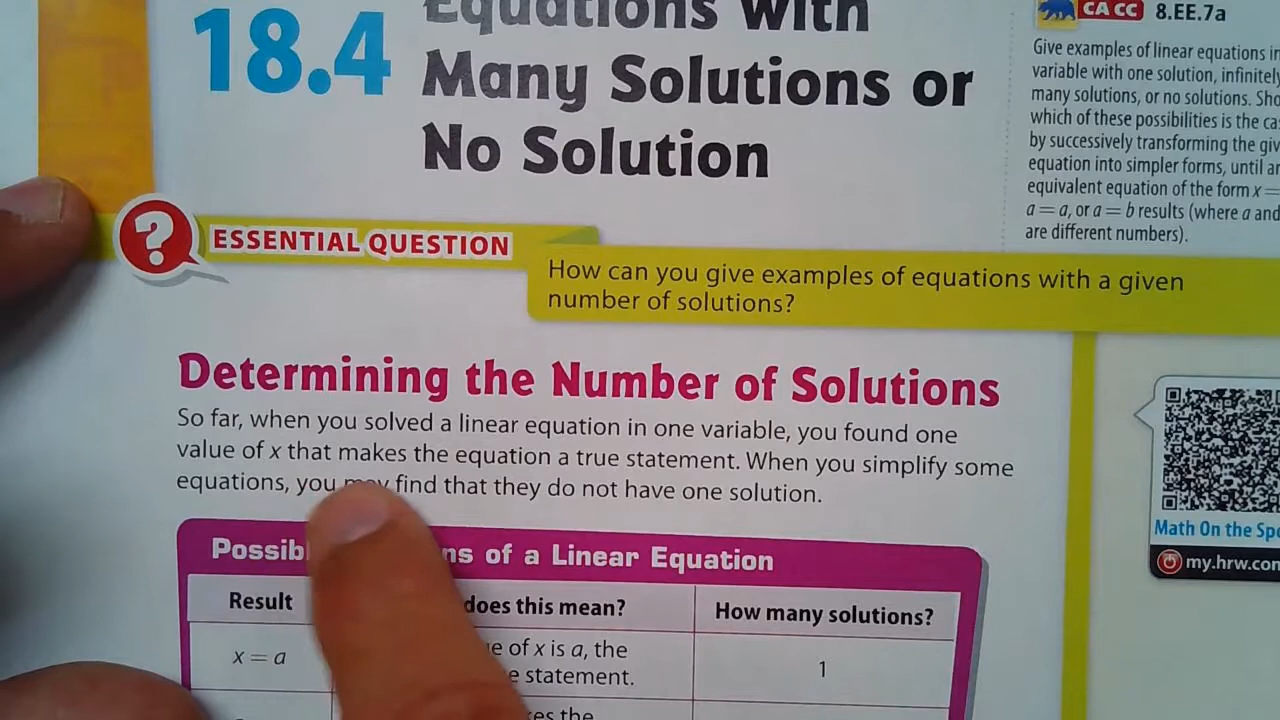 18.4
Equations with
Many Solutions or
No Solution
CA CC 8.EE.7a
Give examples of linear equations in
variable with one solution, infinitely
many solutions, or no solutions. Sho
which of these possibilities is the ca
by successively transforming the giv
equation into simpler forms, until an
equivalent equation of the form x =
a = a, or a = b results (where a and
are different numbers).
? ESSENTIAL QUESTION
How can you give examples of equations with a given
number of solutions?
Determining the Number of Solutions
So far, when you solved a linear equation in one variable, you found one
value of x that makes the equation a true statement. When you simplify some
equations, you may find that they do not have one solution.
Math On the Spo
my.hrw.com
Possib ns of a Linear Equation
Result does this mean? How many solutions?
x = a
e of x is a, the
e statement.
1
es the